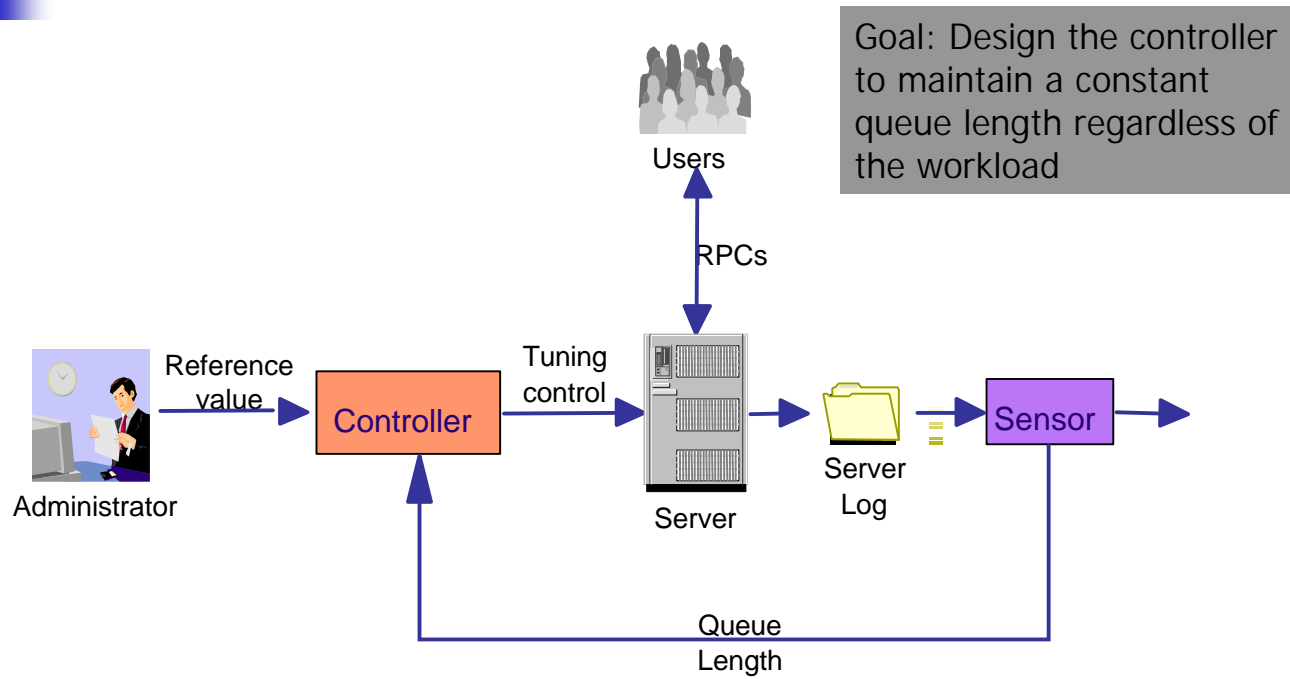 Goal: Design the controller
to maintain a constant
queue length regardless of
the workload
Users
RPCs
Reference
value
Tuning
control
Controller
Sensor
Administrator
Server
Server
Log
Queue
Length